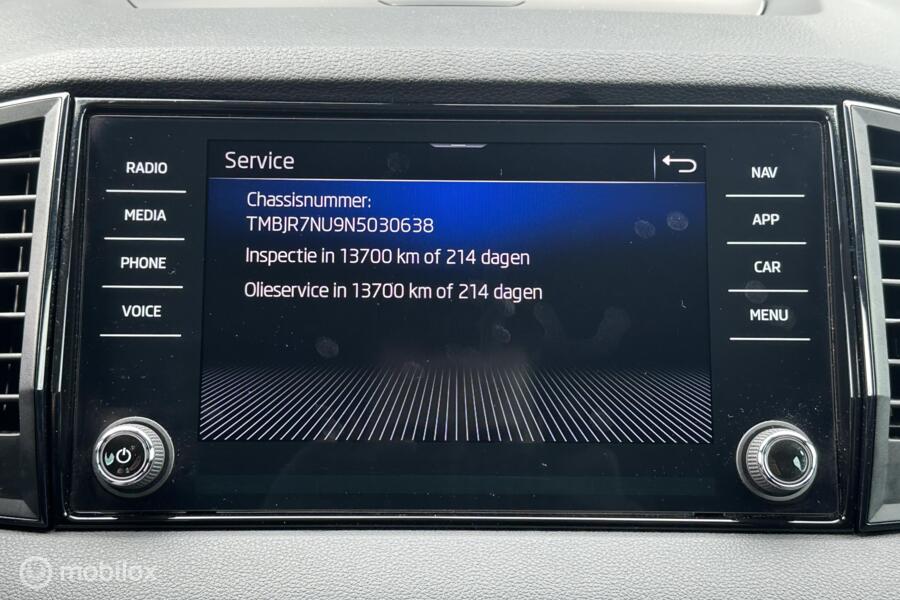 Service
Chassisnummer:
TMBJR7NU9N5030638
Inspectie in 13700 km of 214 dagen
Olieservice in 13700 km of 214 dagen
RADIO
MEDIA
PHONE
VOICE
NAV
APP
CAR
MENU
mobilox